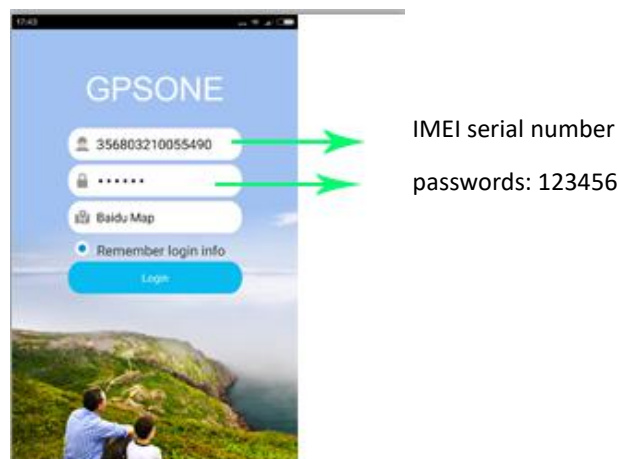 17:43
GPSONE
356803210055490
IMEI serial number
••••••
passwords: 123456
Baidu Map
Remember login info
Login